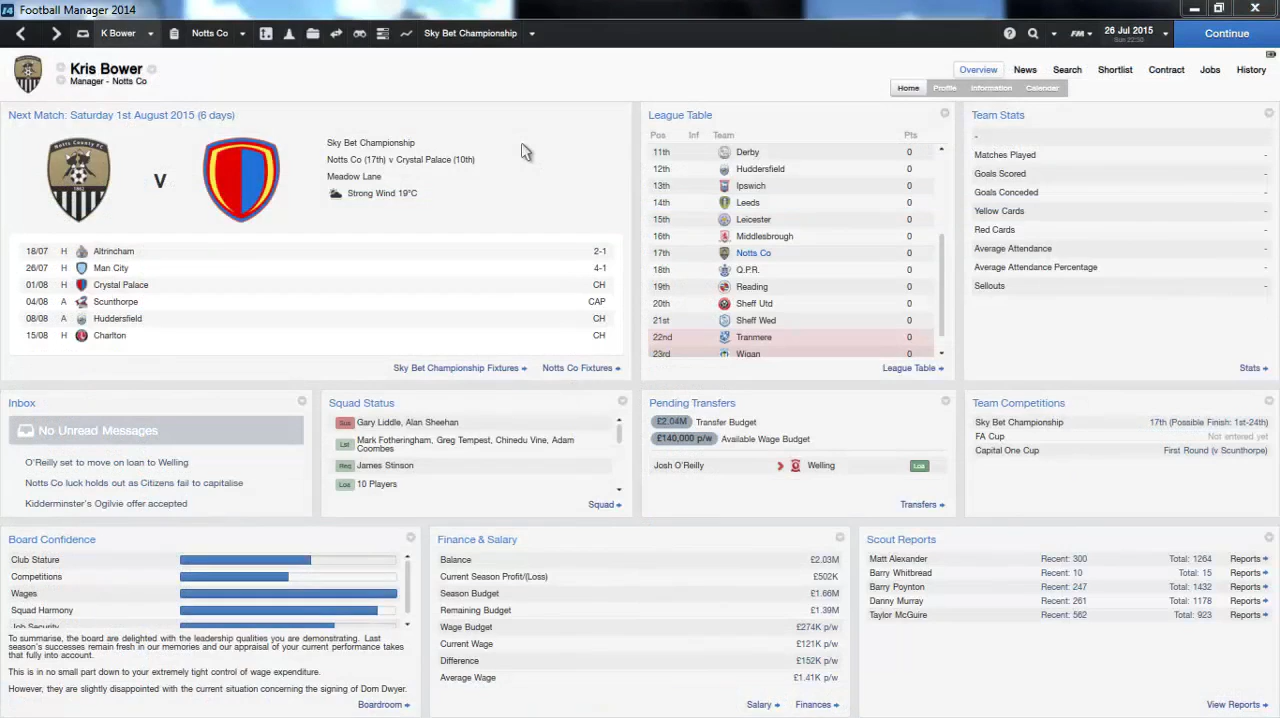 Football Manager 2014
K Bower
Notts Co
Sky Bet Championship
FM
26 Jul 2015
Sun 22:30
Continue
Kris Bower
Manager - Notts Co
Overview News Search Shortlist Contract Jobs History
Home Profile Information Calendar
Next Match: Saturday 1st August 2015 (6 days)
Sky Bet Championship
Notts Co (17th) v Crystal Palace (10th)
Meadow Lane
Strong Wind 19°C
V
18/07 H Altrincham 2-1
26/07 H Man City 4-1
01/08 H Crystal Palace CH
04/08 A Scunthorpe CAP
08/08 A Huddersfield CH
15/08 H Charlton CH
Sky Bet Championship Fixtures Notts Co Fixtures
League Table
Pos Inf Team Pts
11th Derby 0
12th Huddersfield 0
13th Ipswich 0
14th Leeds 0
15th Leicester 0
16th Middlesbrough 0
17th Notts Co 0
18th Q.P.R. 0
19th Reading 0
20th Sheff Utd 0
21st Sheff Wed 0
22nd Tranmere 0
23rd Wigan 0
League Table
Team Stats
-
Matches Played -
Goals Scored -
Goals Conceded -
Yellow Cards -
Red Cards -
Average Attendance -
Average Attendance Percentage -
Sellouts -
Stats
Inbox
No Unread Messages
O'Reilly set to move on loan to Welling
Notts Co luck holds out as Citizens fail to capitalise
Kidderminster's Ogilvie offer accepted
Squad Status
Sus Gary Liddle, Alan Sheehan
Lst Mark Fotheringham, Greg Tempest, Chinedu Vine, Adam
Coombes
Req James Stinson
Loa 10 Players
Squad
Pending Transfers
£2.04M Transfer Budget
£140,000 p/w Available Wage Budget
Josh O'Reilly Welling Loa
Transfers
Team Competitions
Sky Bet Championship 17th (Possible Finish: 1st-24th)
FA Cup Not entered yet
Capital One Cup First Round (v Scunthorpe)
Board Confidence
Club Stature
Competitions
Wages
Squad Harmony
Job Security
To summarise, the board are delighted with the leadership qualities you are demonstrating. Last
season's successes remain fresh in our memories and our appraisal of your current performance takes
that fully into account.
This is in no small part down to your extremely tight control of wage expenditure.
However, they are slightly disappointed with the current situation concerning the signing of Dom Dwyer.
Boardroom
Finance & Salary
Balance £2.03M
Current Season Profit/(Loss) £502K
Season Budget £1.66M
Remaining Budget £1.39M
Wage Budget £274K p/w
Current Wage £121K p/w
Difference £152K p/w
Average Wage £1.41K p/w
Salary Finances
Scout Reports
Matt Alexander Recent: 300 Total: 1264 Reports
Barry Whitbread Recent: 10 Total: 15 Reports
Barry Poynton Recent: 247 Total: 1432 Reports
Danny Murray Recent: 261 Total: 1178 Reports
Taylor McGuire Recent: 562 Total: 923 Reports
View Reports